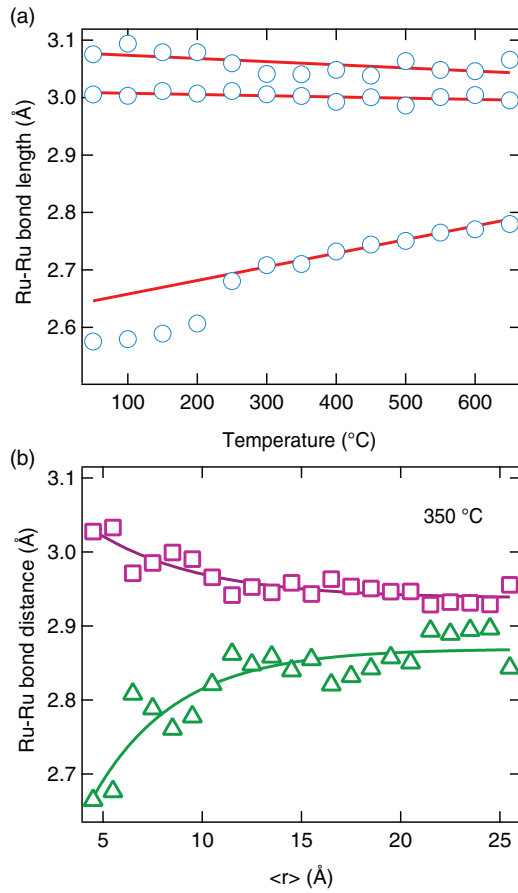 (a)
3.1
3.0
2.9
2.8
2.7
2.6
Ru-Ru bond length (Å)
100 200 300 400 500 600
Temperature (°C)
(b)
3.1
3.0
2.9
2.8
2.7
Ru-Ru bond distance (Å)
350 °C
5 10 15 20 25
<r> (Å)